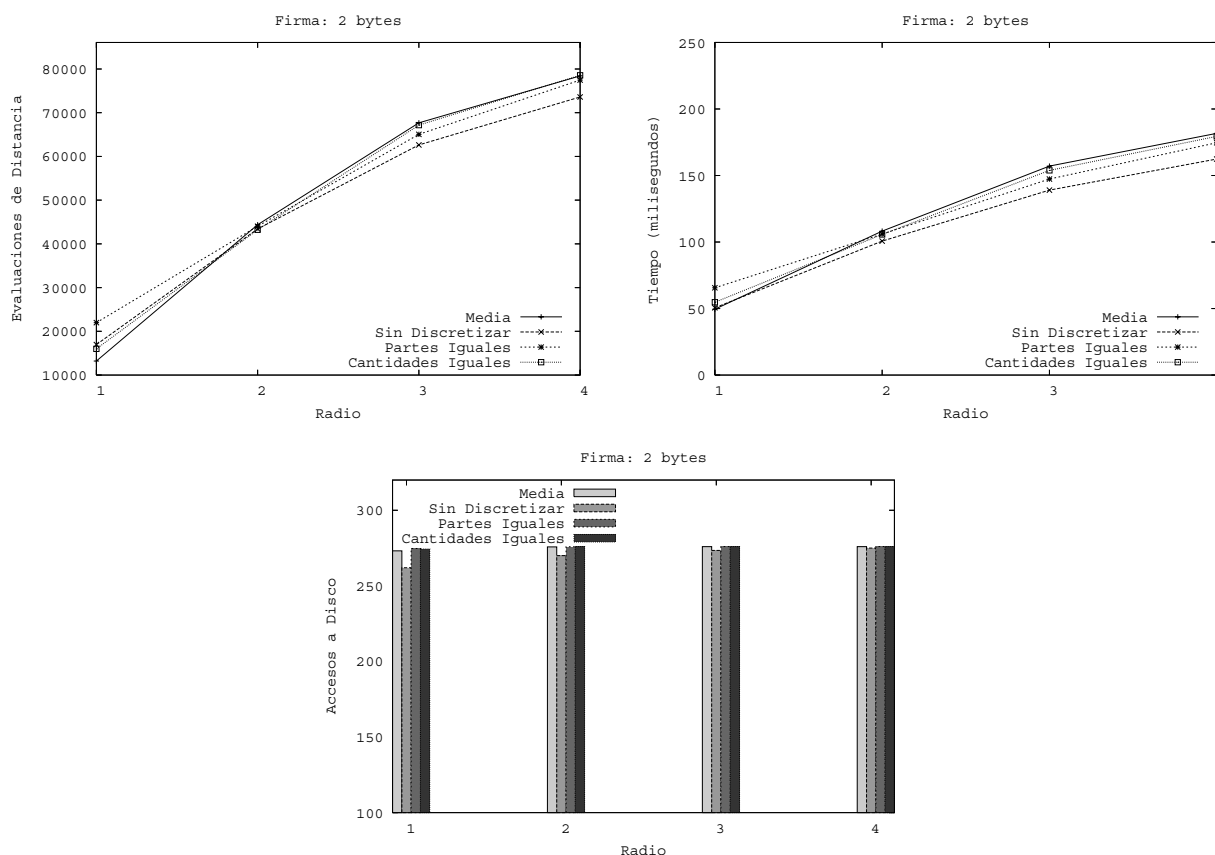 Firma: 2 bytes
80000
70000
60000
50000
40000
30000
20000
10000
Evaluaciones de Distancia
Media
Sin Discretizar
Partes Iguales
Cantidades Iguales
1 2 3 4
Radio
Firma: 2 bytes
250
200
150
100
50
0
Tiempo (milisegundos)
Media
Sin Discretizar
Partes Iguales
Cantidades Iguales
1 2 3
Radio
Firma: 2 bytes
Media
Sin Discretizar
Partes Iguales
Cantidades Iguales
300
250
200
150
100
Accesos a Disco
1 2 3 4
Radio